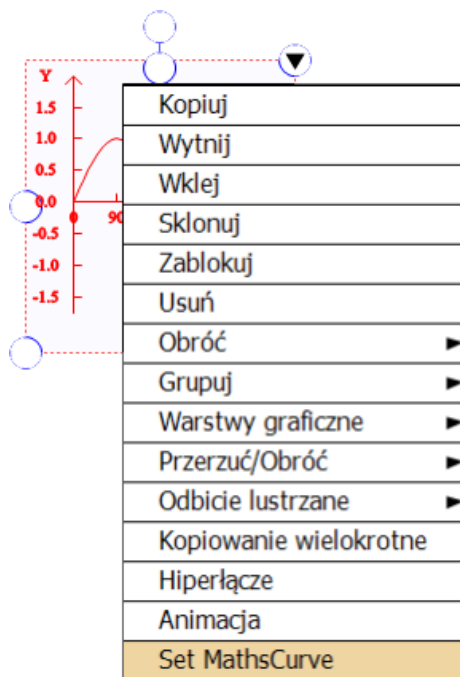 Y
1.5
1.0
0.5
0.0
0 90
-0.5
-1.0
-1.5
Kopiuj
Wytnij
Wklej
Sklonuj
Zablokuj
Usuń
Obróć
Grupuj
Warstwy graficzne
Przerzuć/Obróć
Odbicie lustrzane
Kopiowanie wielokrotne
Hiperłącze
Animacja
Set MathsCurve